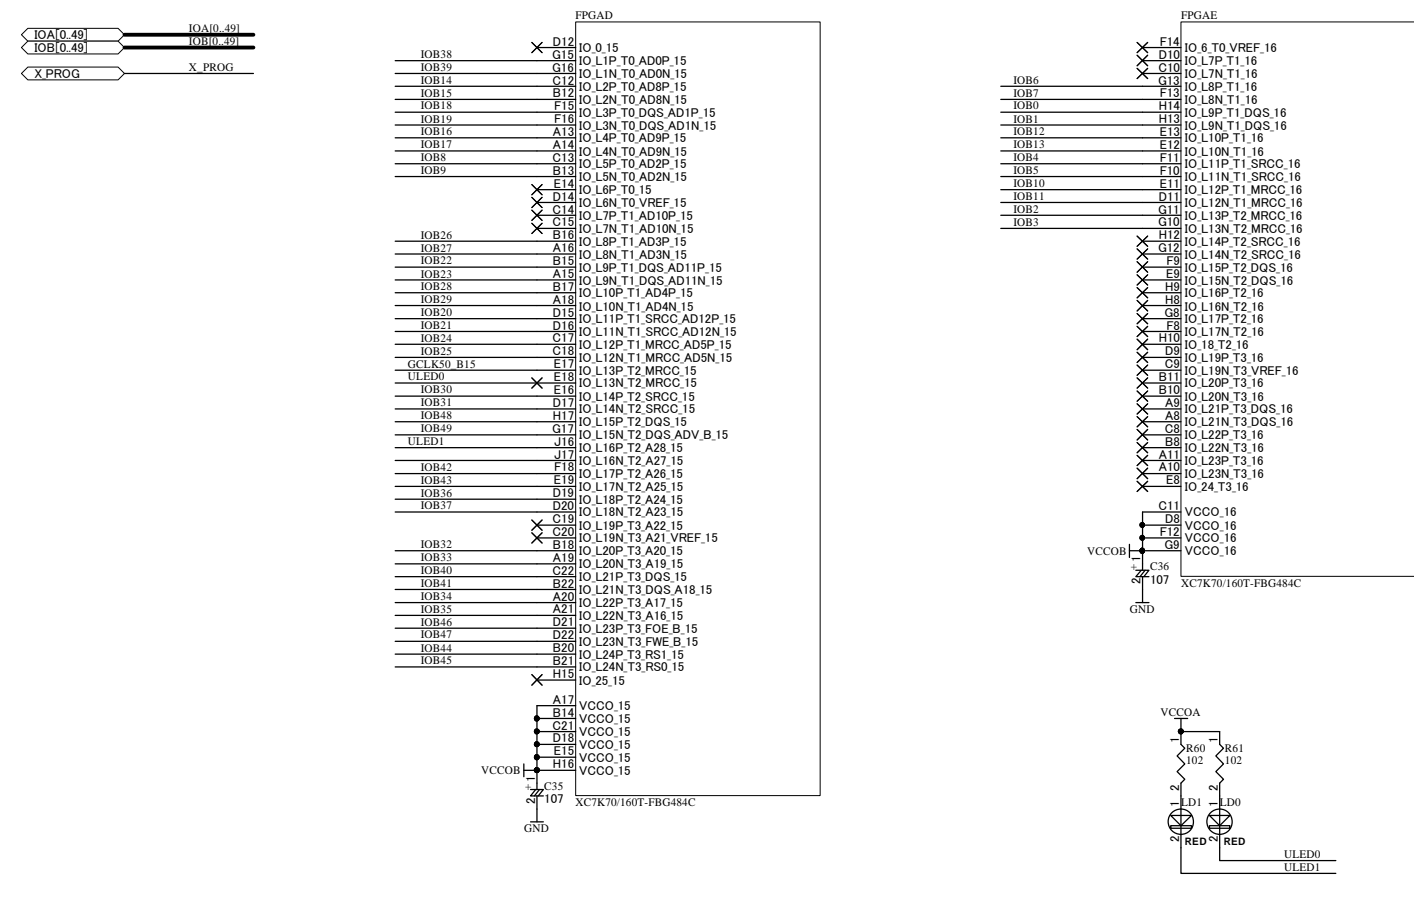 IOA[0..49] IOA[0..49]
IOB[0..49] IOB[0..49]
X_PROG X_PROG
FPGAD
D12 IO_0_15
IOB38 G15 IO_L1P_T0_AD0P_15
IOB39 G16 IO_L1N_T0_AD0N_15
IOB14 C12 IO_L2P_T0_AD8P_15
IOB15 B12 IO_L2N_T0_AD8N_15
IOB18 F15 IO_L3P_T0_DQS_AD1P_15
IOB19 F16 IO_L3N_T0_DQS_AD1N_15
IOB16 A13 IO_L4P_T0_AD9P_15
IOB17 A14 IO_L4N_T0_AD9N_15
IOB8 C13 IO_L5P_T0_AD2P_15
IOB9 B13 IO_L5N_T0_AD2N_15
E14 IO_L6P_T0_15
D14 IO_L6N_T0_VREF_15
C14 IO_L7P_T1_AD10P_15
C15 IO_L7N_T1_AD10N_15
IOB26 B16 IO_L8P_T1_AD3P_15
IOB27 A16 IO_L8N_T1_AD3N_15
IOB22 B15 IO_L9P_T1_DQS_AD11P_15
IOB23 A15 IO_L9N_T1_DQS_AD11N_15
IOB28 B17 IO_L10P_T1_AD4P_15
IOB29 A18 IO_L10N_T1_AD4N_15
IOB20 D15 IO_L11P_T1_SRCC_AD12P_15
IOB21 D16 IO_L11N_T1_SRCC_AD12N_15
IOB24 C17 IO_L12P_T1_MRCC_AD5P_15
IOB25 C18 IO_L12N_T1_MRCC_AD5N_15
GCLK50_B15 E17 IO_L13P_T2_MRCC_15
ULED0 E18 IO_L13N_T2_MRCC_15
IOB30 E16 IO_L14P_T2_SRCC_15
IOB31 D17 IO_L14N_T2_SRCC_15
IOB48 H17 IO_L15P_T2_DQS_15
IOB49 G17 IO_L15N_T2_DQS_ADV_B_15
ULED1 J16 IO_L16P_T2_A28_15
J17 IO_L16N_T2_A27_15
IOB42 F18 IO_L17P_T2_A26_15
IOB43 E19 IO_L17N_T2_A25_15
IOB36 D19 IO_L18P_T2_A24_15
IOB37 D20 IO_L18N_T2_A23_15
C19 IO_L19P_T3_A22_15
C20 IO_L19N_T3_A21_VREF_15
IOB32 B18 IO_L20P_T3_A20_15
IOB33 A19 IO_L20N_T3_A19_15
IOB40 C22 IO_L21P_T3_DQS_15
IOB41 B22 IO_L21N_T3_DQS_A18_15
IOB34 A20 IO_L22P_T3_A17_15
IOB35 A21 IO_L22N_T3_A16_15
IOB46 D21 IO_L23P_T3_FOE_B_15
IOB47 D22 IO_L23N_T3_FWE_B_15
IOB44 B20 IO_L24P_T3_RS1_15
IOB45 B21 IO_L24N_T3_RS0_15
H15 IO_25_15
A17 VCCO_15
B14 VCCO_15
C21 VCCO_15
D18 VCCO_15
E15 VCCO_15
VCCOB H16 VCCO_15
1
+ C35
2 107
XC7K70/160T-FBG484C
GND
FPGAE
F14 IO_6_T0_VREF_16
D10 IO_L7P_T1_16
C10 IO_L7N_T1_16
IOB6 G13 IO_L8P_T1_16
IOB7 F13 IO_L8N_T1_16
IOB0 H14 IO_L9P_T1_DQS_16
IOB1 H13 IO_L9N_T1_DQS_16
IOB12 E13 IO_L10P_T1_16
IOB13 E12 IO_L10N_T1_16
IOB4 F11 IO_L11P_T1_SRCC_16
IOB5 F10 IO_L11N_T1_SRCC_16
IOB10 E11 IO_L12P_T1_MRCC_16
IOB11 D11 IO_L12N_T1_MRCC_16
IOB2 G11 IO_L13P_T2_MRCC_16
IOB3 G10 IO_L13N_T2_MRCC_16
H12 IO_L14P_T2_SRCC_16
G12 IO_L14N_T2_SRCC_16
F9 IO_L15P_T2_DQS_16
E9 IO_L15N_T2_DQS_16
H9 IO_L16P_T2_16
H8 IO_L16N_T2_16
G8 IO_L17P_T2_16
F8 IO_L17N_T2_16
H10 IO_18_T2_16
D9 IO_L19P_T3_16
C9 IO_L19N_T3_VREF_16
B11 IO_L20P_T3_16
B10 IO_L20N_T3_16
A9 IO_L21P_T3_DQS_16
A8 IO_L21N_T3_DQS_16
C8 IO_L22P_T3_16
B8 IO_L22N_T3_16
A11 IO_L23P_T3_16
A10 IO_L23N_T3_16
E8 IO_24_T3_16
C11 VCCO_16
D8 VCCO_16
F12 VCCO_16
VCCOB G9 VCCO_16
1
+ C36
2 107
XC7K70/160T-FBG484C
GND
VCCOA
1 R60 1 R61
102 102
2 2
1 LD1 1 LD0
2 RED 2 RED
ULED0
ULED1